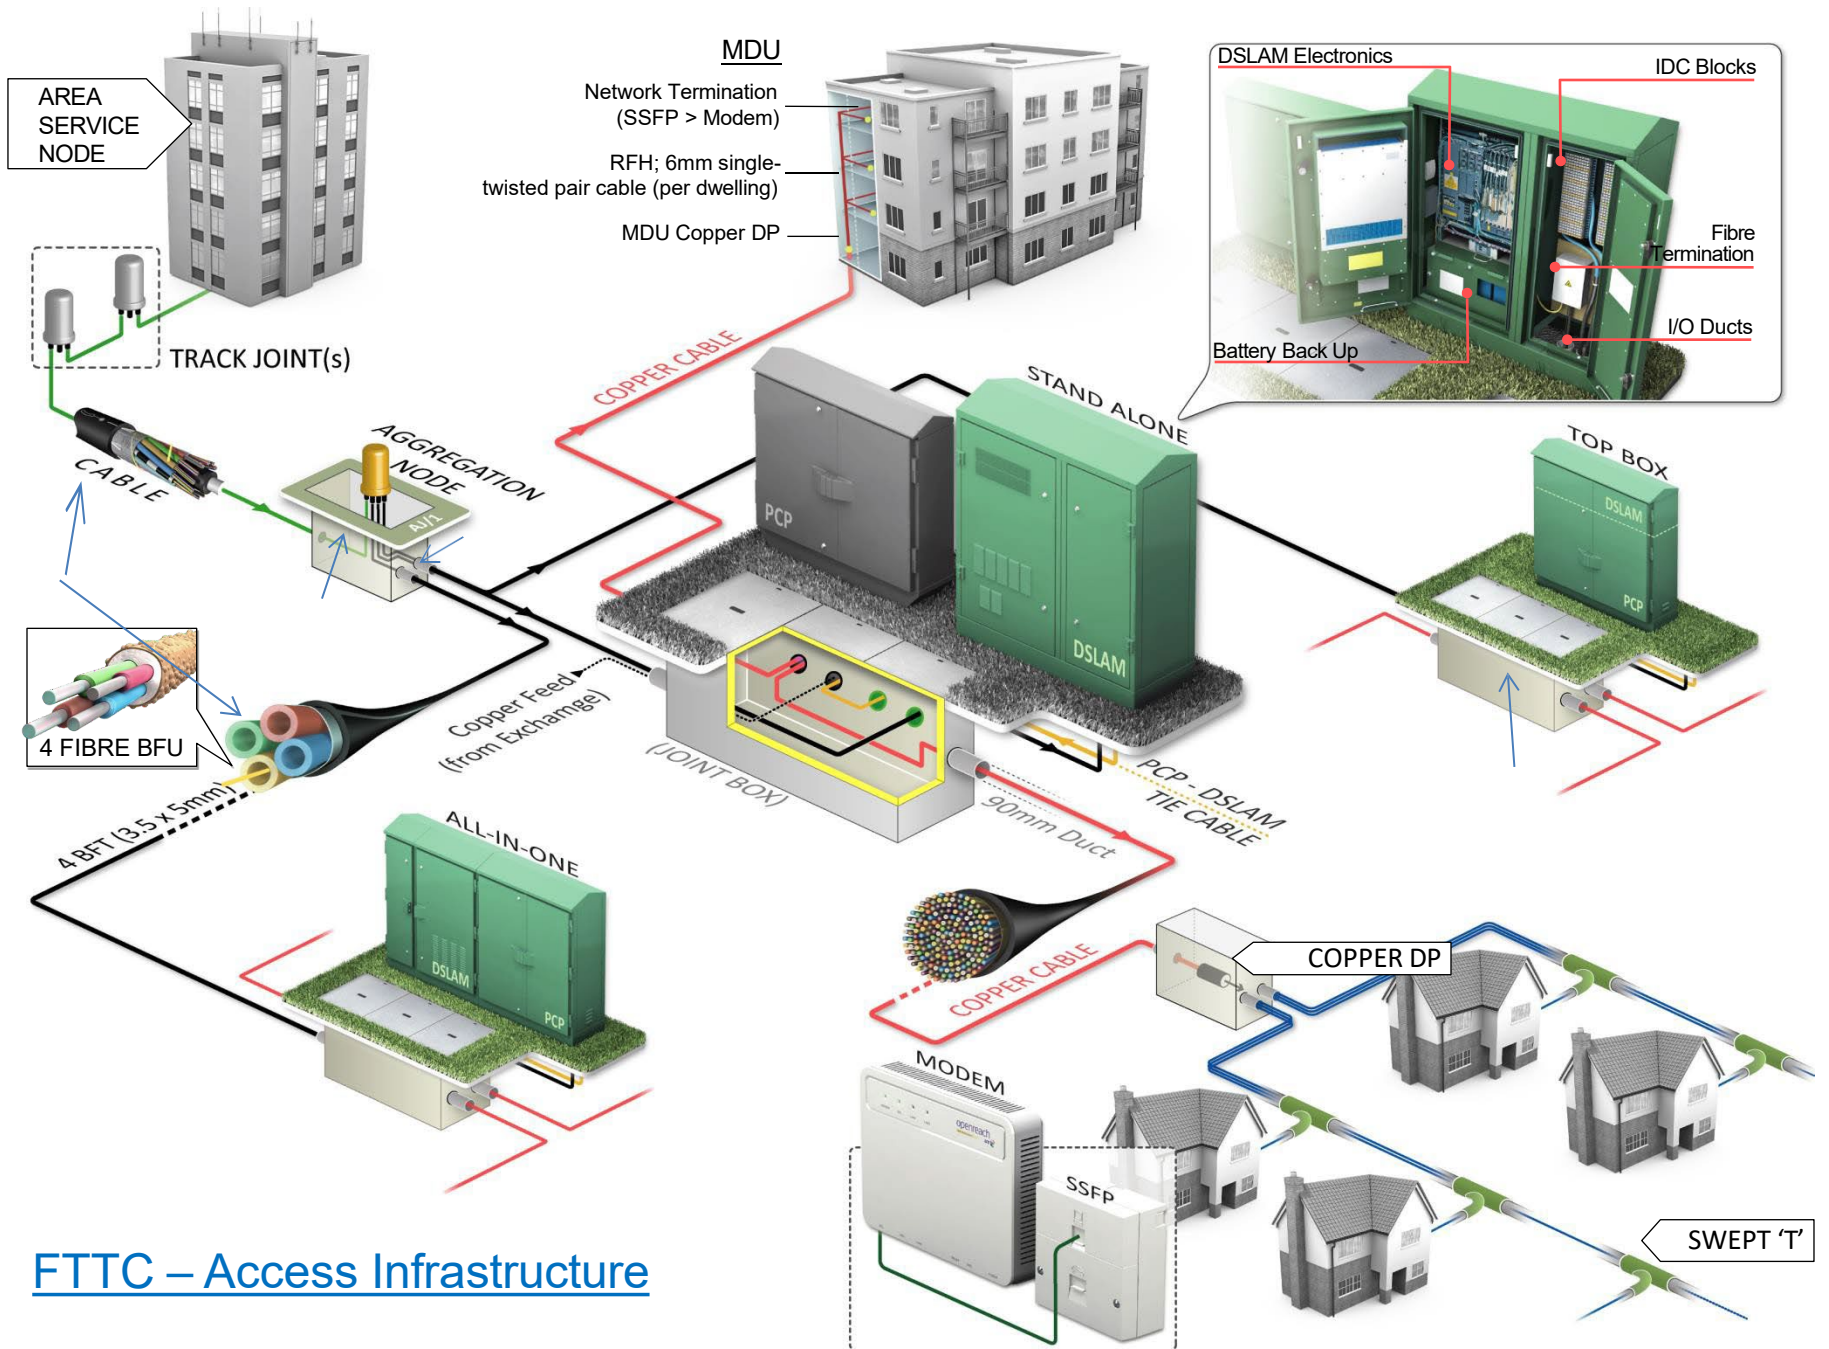 AREA
SERVICE
NODE
MDU
Network Termination
(SSFP > Modem)
RFH; 6mm single-
twisted pair cable (per dwelling)
MDU Copper DP
DSLAM Electronics
IDC Blocks
Fibre
Termination
I/O Ducts
Battery Back Up
TRACK JOINT(s)
COPPER CABLE
STAND ALONE
TOP BOX
CABLE
AGGREGATION
NODE
AJ/1
PCP
DSLAM
DSLAM
PCP
4 FIBRE BFU
Copper Feed
(from Exchamge)
(JOINT BOX)
PCP - DSLAM
TIE CABLE
90mm Duct
4 BFT (3.5 x 5mm)
ALL-IN-ONE
DSLAM
PCP
COPPER CABLE
COPPER DP
MODEM
openreach
SSFP
SWEPT ‘T’
FTTC – Access Infrastructure